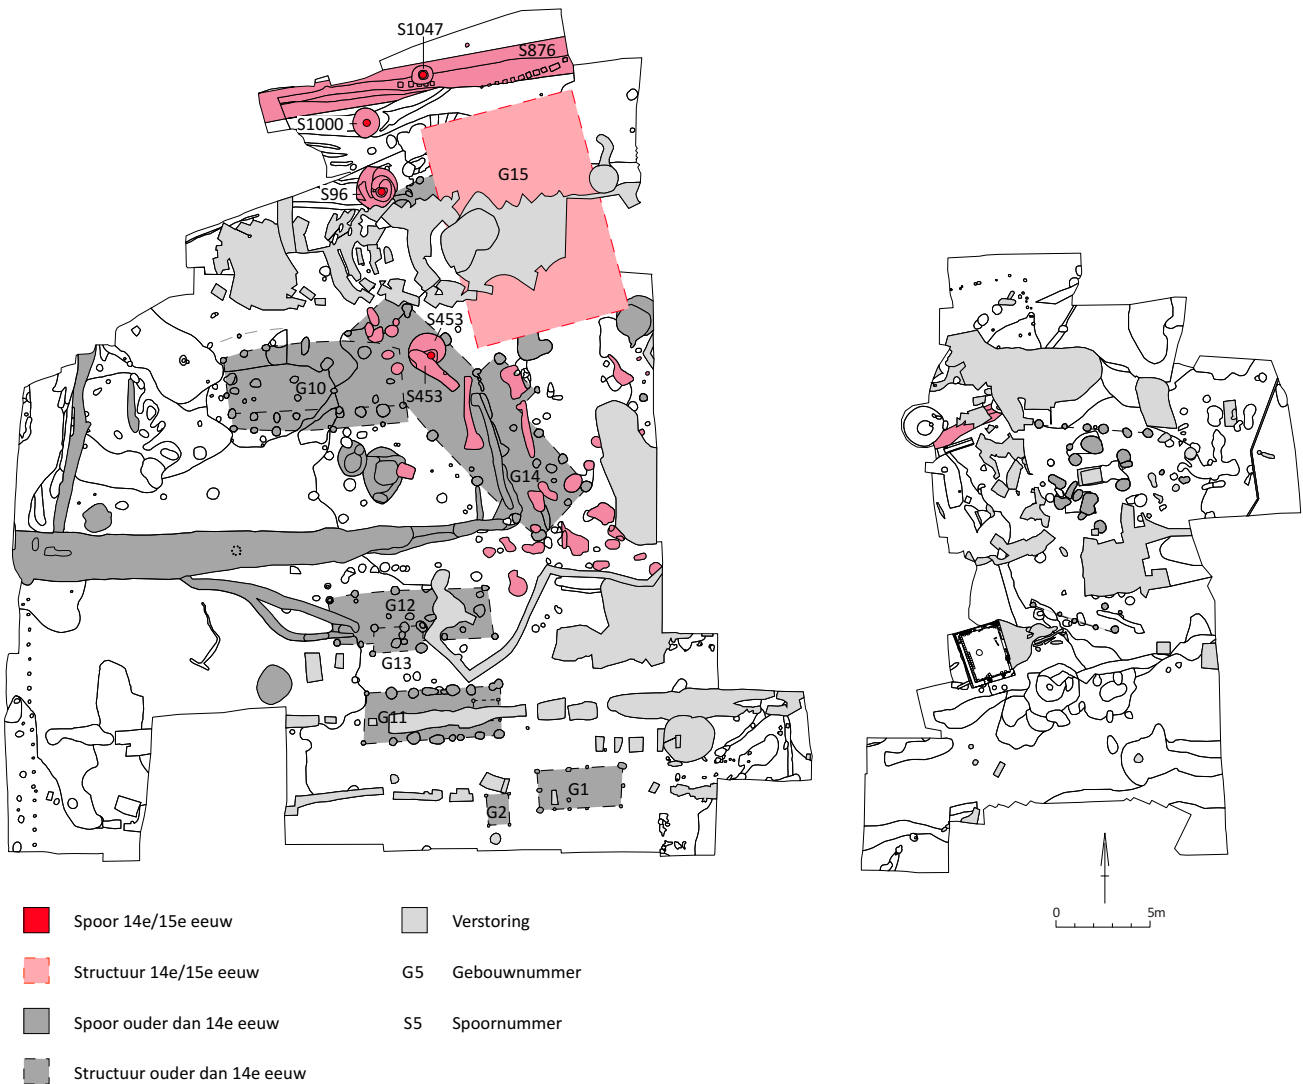 S1047
S876
S1000
G15
S96
S453
G10
S453
G14
G12
G13
G11
G1
G2
0 5m
Spoor 14e/15e eeuw
Structuur 14e/15e eeuw
Spoor ouder dan 14e eeuw
Structuur ouder dan 14e eeuw
Verstoring
G5 Gebouwnummer
S5 Spoornummer